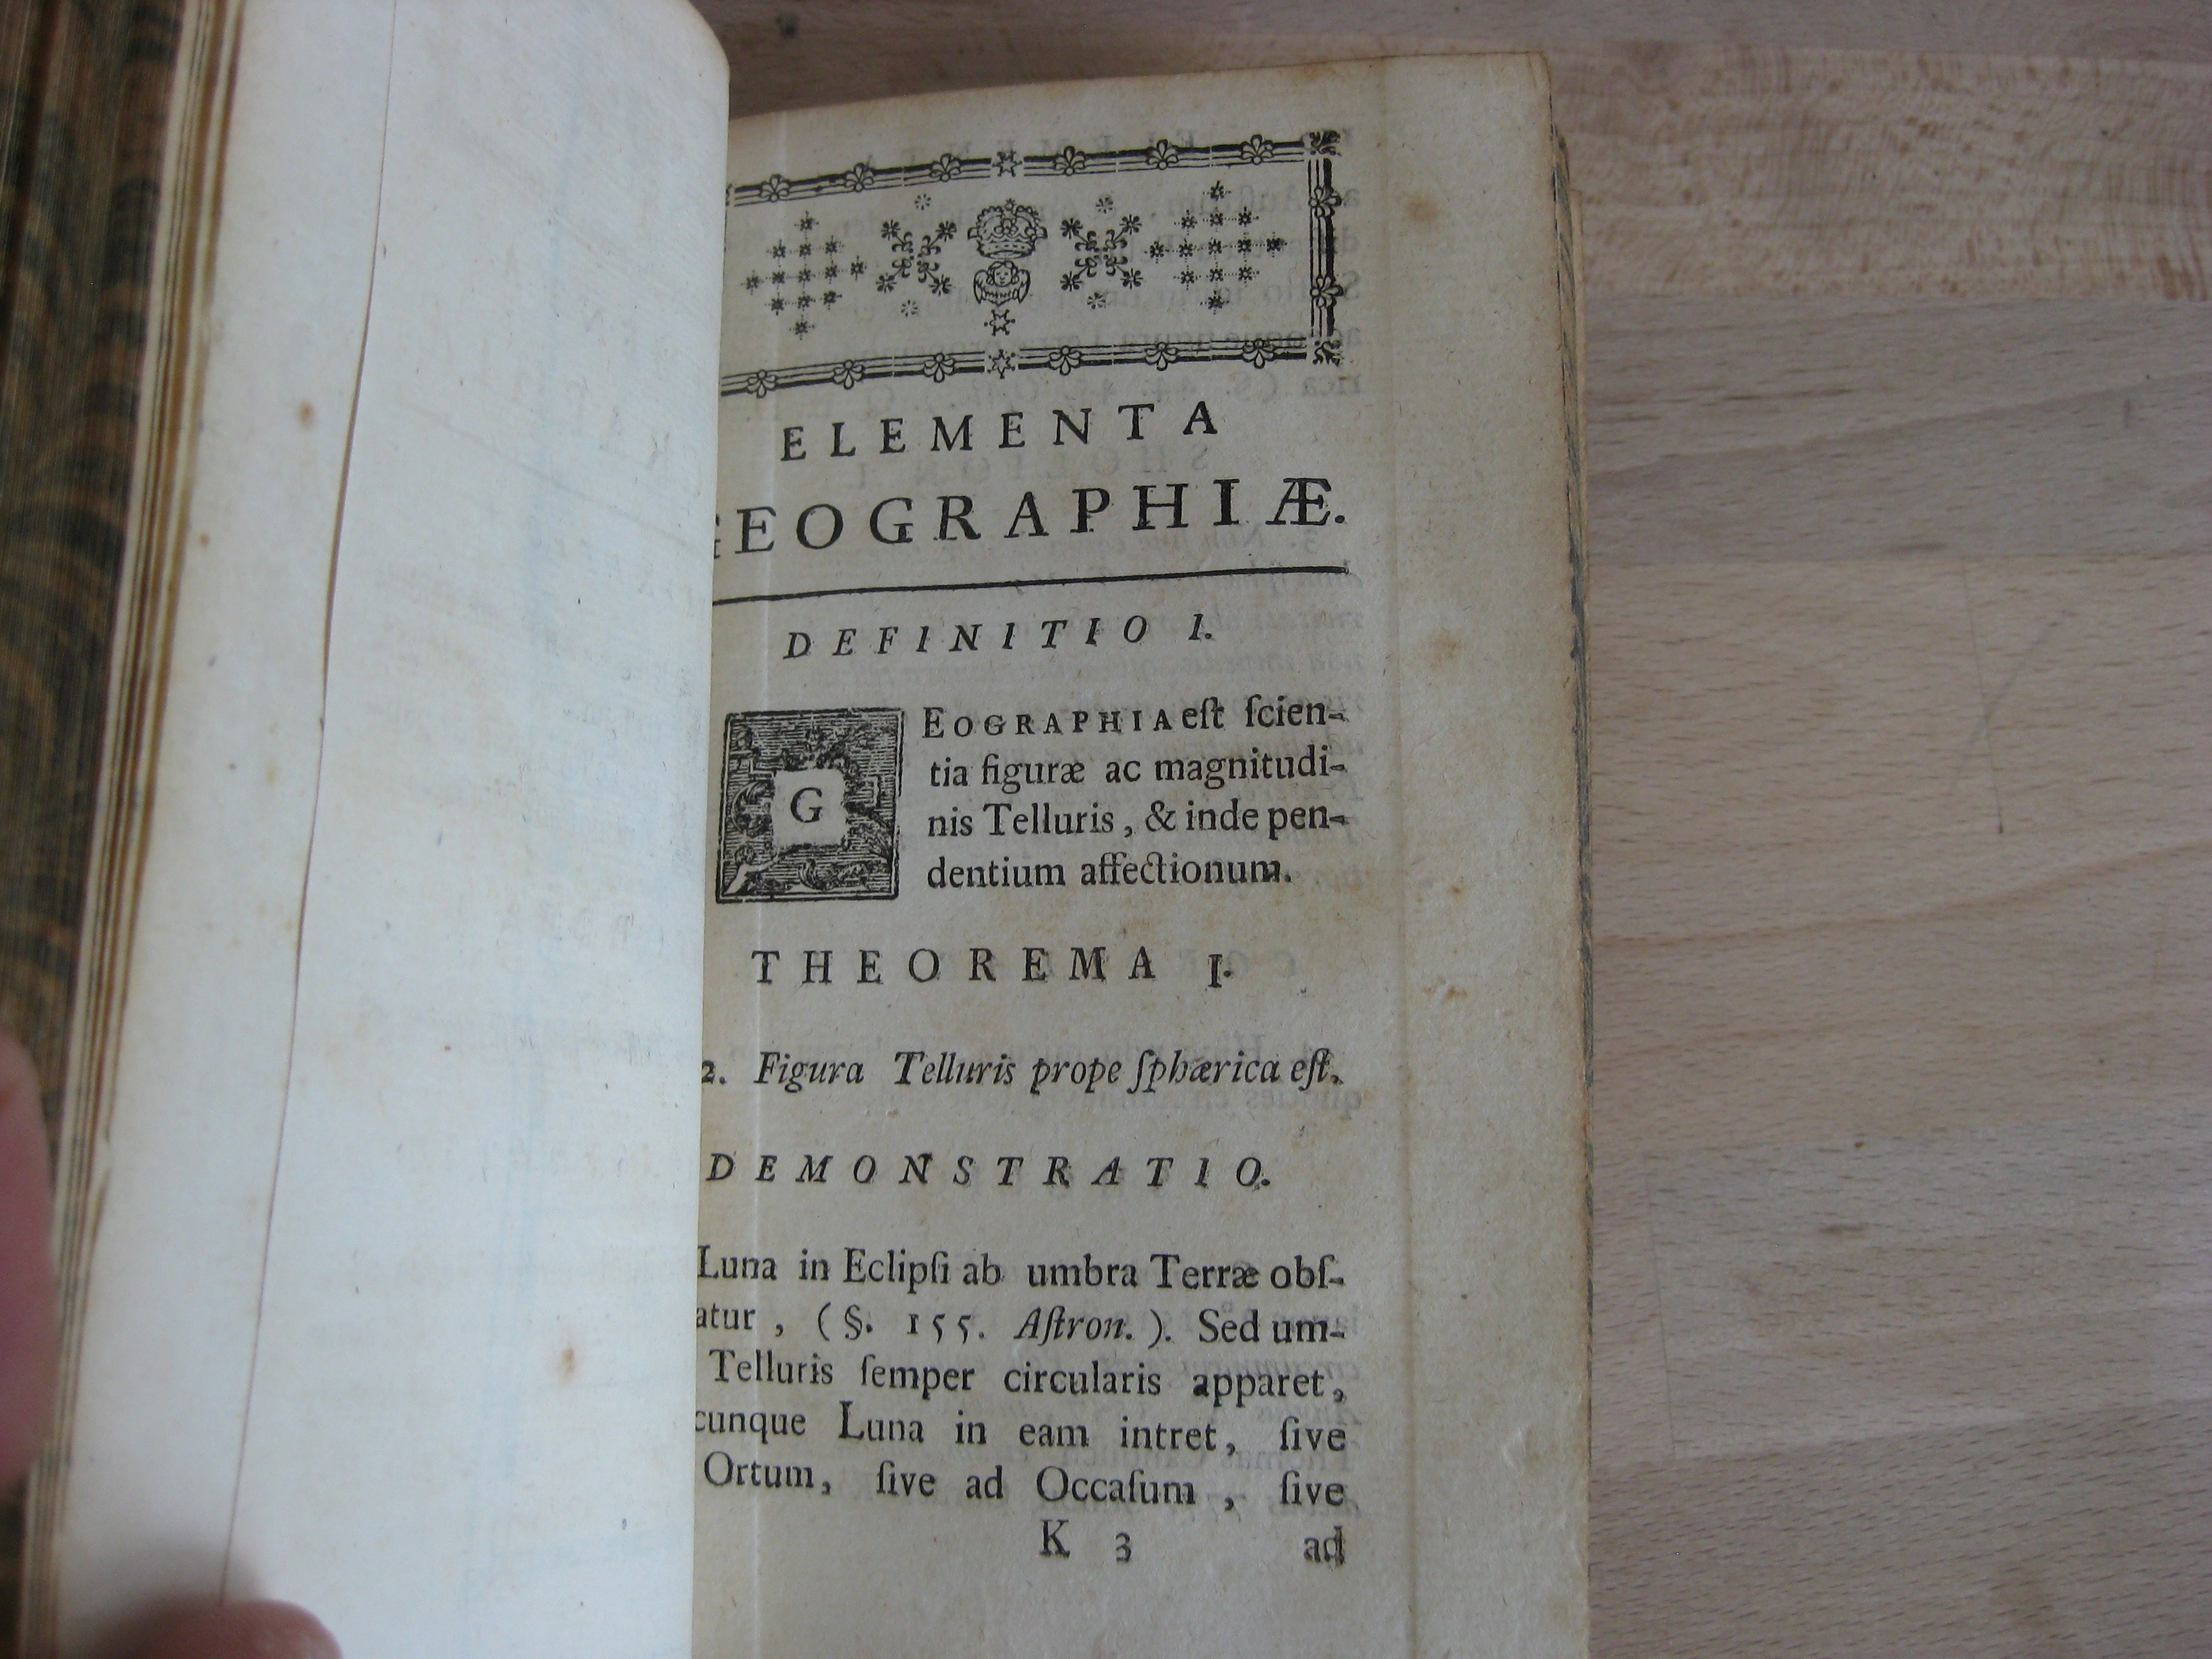 ELEMENTA
GEOGRAPHIÆ.
DEFINITIO I.
GEOGRAPHIA eſt ſcien-
tia figuræ ac magnitudi-
nis Telluris, & inde pen-
dentium affectionum.
THEOREMA I.
2. Figura Telluris prope ſphærica eſt.
DEMONSTRATIO.
Luna in Eclipſi ab umbra Terræ obſ-
atur, (§. 155. Aſtron.). Sed um-
Telluris ſemper circularis apparet,
cunque Luna in eam intret, ſive
Ortum, ſive ad Occaſum, ſive
K 3 ad